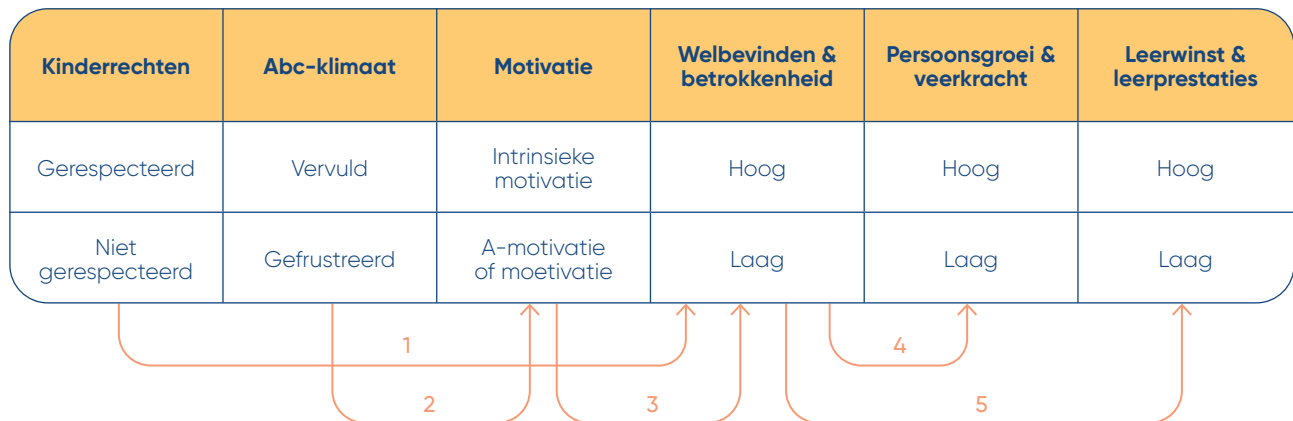 Kinderrechten
Abc-klimaat
Motivatie
Welbevinden &
betrokkenheid
Persoonsgroei &
veerkracht
Leerwinst &
leerprestaties
Gerespecteerd
Vervuld
Intrinsieke
motivatie
Hoog
Hoog
Hoog
Niet
gerespecteerd
Gefrustreerd
A-motivatie
of moetivatie
Laag
Laag
Laag
1
4
2
3
5